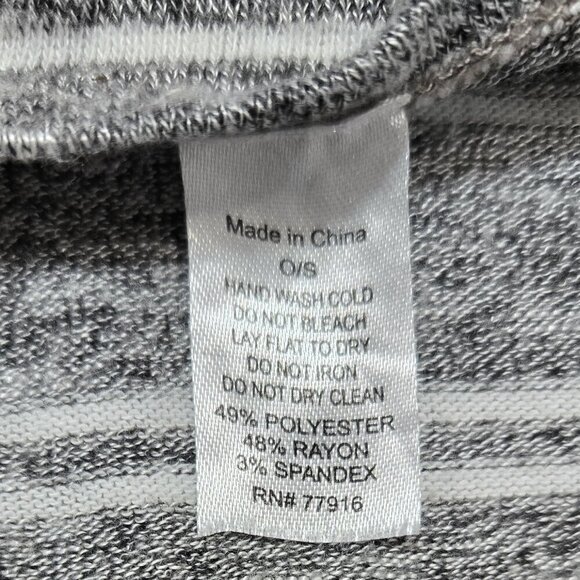 Made in China
O/S
HAND WASH COLD
DO NOT BLEACH
LAY FLAT TO DRY
DO NOT IRON
DO NOT DRY CLEAN
49% POLYESTER
48% RAYON
3% SPANDEX
RN# 77916